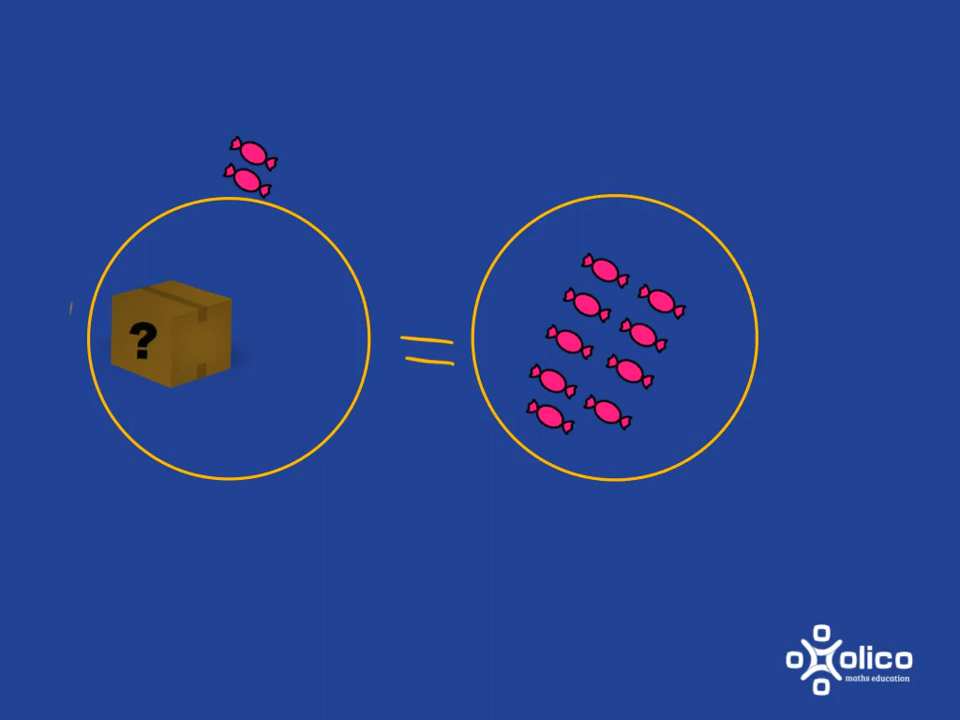 ?
=
olico
maths education